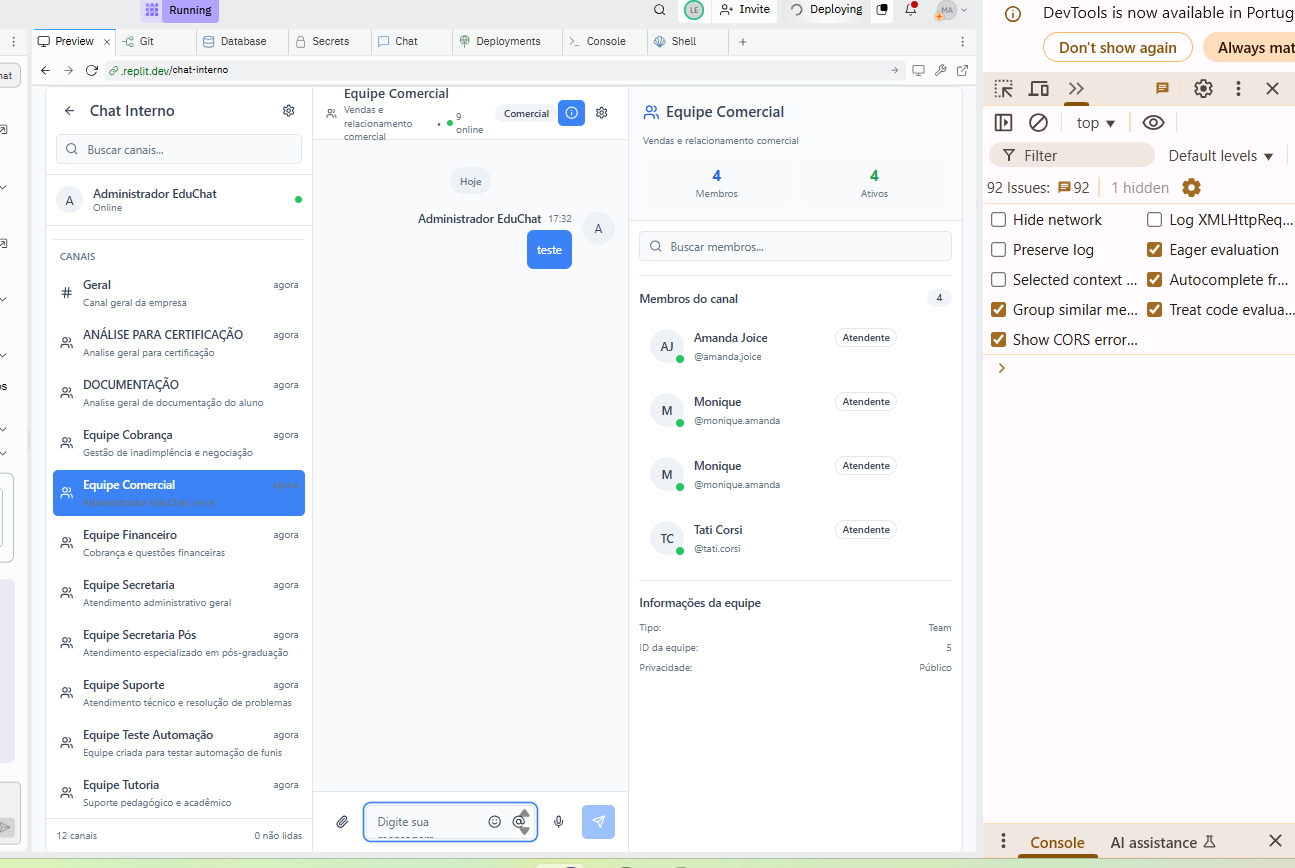 Running
LE
Invite
Deploying
MA
Preview
Git
Database
Secrets
Chat
Deployments
Console
Shell
.replit.dev/chat-interno
hat
os
Chat Interno
Buscar canais...
A
Administrador EduChat
Online
CANAIS
Geral
agora
Canal geral da empresa
ANÁLISE PARA CERTIFICAÇÃO
agora
Analise geral para certificação
DOCUMENTAÇÃO
agora
Analise geral de documentação do aluno
Equipe Cobrança
agora
Gestão de inadimplência e negociação
Equipe Comercial
agora
Administrador EduChat: teste
Equipe Financeiro
agora
Cobrança e questões financeiras
Equipe Secretaria
agora
Atendimento administrativo geral
Equipe Secretaria Pós
agora
Atendimento especializado em pós-graduação
Equipe Suporte
agora
Atendimento técnico e resolução de problemas
Equipe Teste Automação
agora
Equipe criada para testar automação de funis
Equipe Tutoria
agora
Suporte pedagógico e acadêmico
12 canais
0 não lidas
Equipe Comercial
Vendas e
relacionamento
comercial
• 9
online
Comercial
Hoje
Administrador EduChat 17:32
A
teste
Digite sua
mensagem
Equipe Comercial
Vendas e relacionamento comercial
4
Membros
4
Ativos
Buscar membros...
Membros do canal
4
AJ
Amanda Joice
@amanda.joice
Atendente
M
Monique
@monique.amanda
Atendente
M
Monique
@monique.amanda
Atendente
TC
Tati Corsi
@tati.corsi
Atendente
Informações da equipe
Tipo:
Team
ID da equipe:
5
Privacidade:
Público
DevTools is now available in Portug
Don't show again
Always mat
top
Filter
Default levels
92 Issues:
92
1 hidden
Hide network
Log XMLHttpReq...
Preserve log
Eager evaluation
Selected context ...
Autocomplete fr...
Group similar me...
Treat code evalua...
Show CORS error...
Console
AI assistance